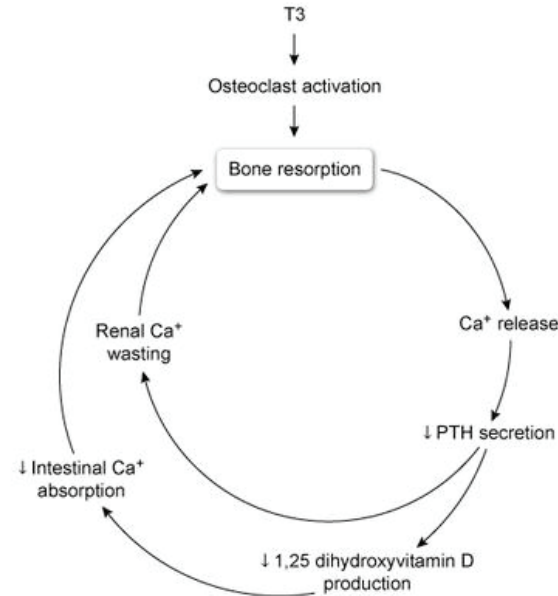 T3
Osteoclast activation
Bone resorption
Ca⁺ release
↓PTH secretion
↓1,25 dihydroxyvitamin D
production
Renal Ca⁺
wasting
↓Intestinal Ca⁺
absorption